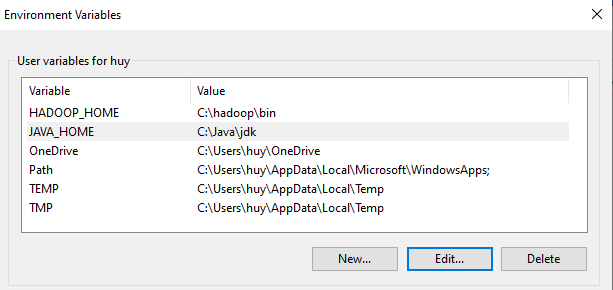 Environment Variables
User variables for huy
Variable Value
HADOOP_HOME C:\hadoop\bin
JAVA_HOME C:\Java\jdk
OneDrive C:\Users\huy\OneDrive
Path C:\Users\huy\AppData\Local\Microsoft\WindowsApps;
TEMP C:\Users\huy\AppData\Local\Temp
TMP C:\Users\huy\AppData\Local\Temp
New... Edit... Delete